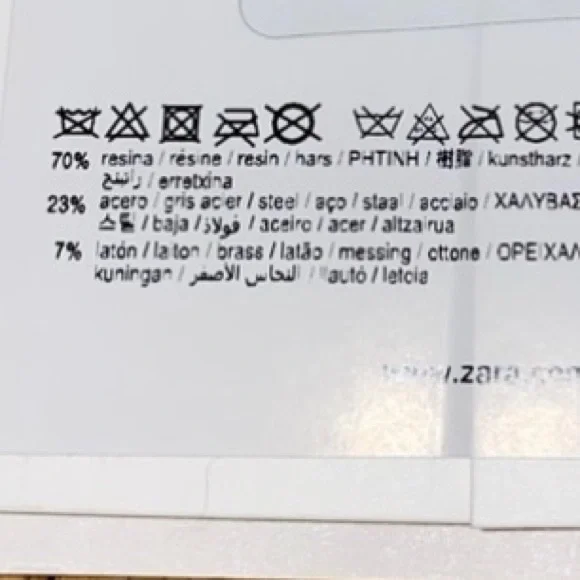 70% resina / résine / resin / hars / ΡΗΤΙΝΗ / 樹脂 / kunstharz /
راتينج / erretxina
23% acero / gris acier / steel / aço / staal / acciaio / ΧΑΛΥΒΑΣ
스틸 / baja / فولاذ / aceiro / acer / altzairua
7% latón / laiton / brass / latão / messing / ottone / ΟΡΕΙΧΑΛ
kuningan / النحاس الأصفر / llautó / letoia
www.zara.com